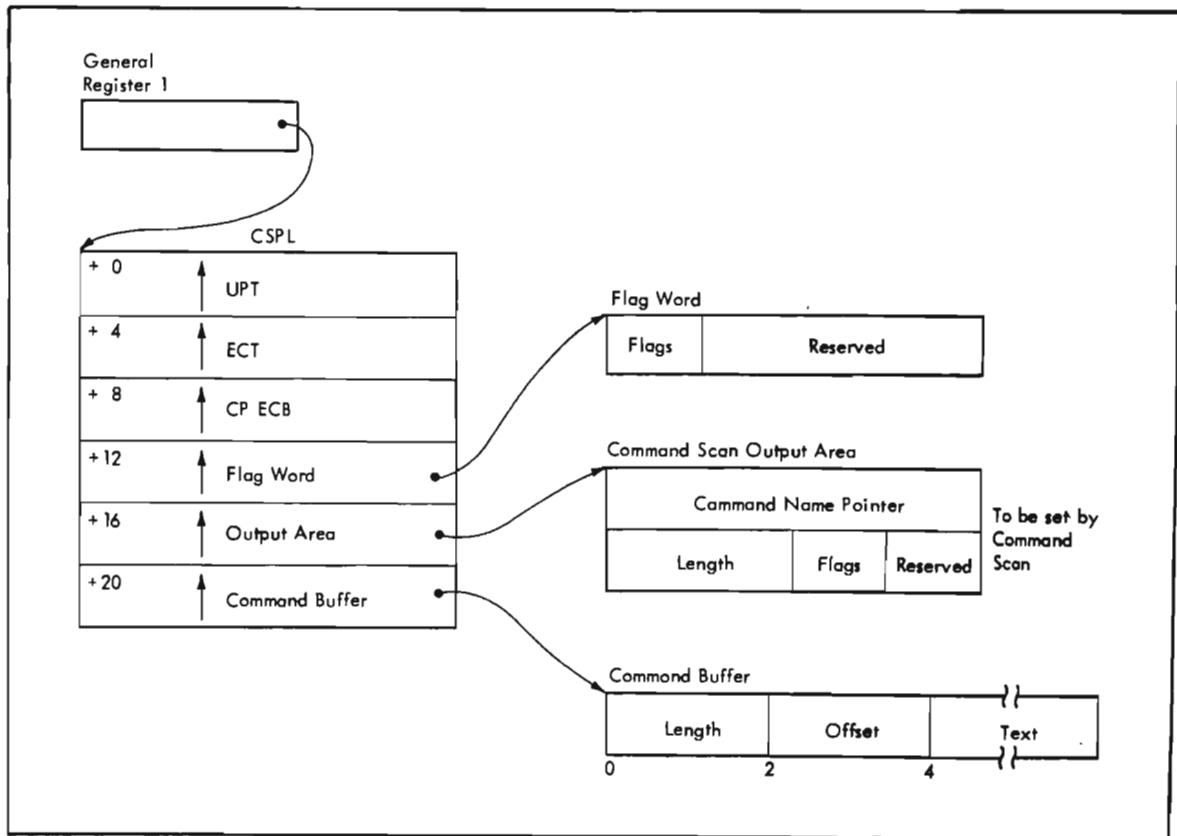 General
Register 1
CSPL
+ 0
UPT
+ 4
ECT
+ 8
CP ECB
+12
Flag Word
+16
Output Area
+20
Command Buffer
Flag Word
Flags
Reserved
Command Scan Output Area
Cammand Name Pointer
Length
Flags
Reserved
To be set by
Command
Scan
Command Buffer
Length
Offset
Text
0
2
4